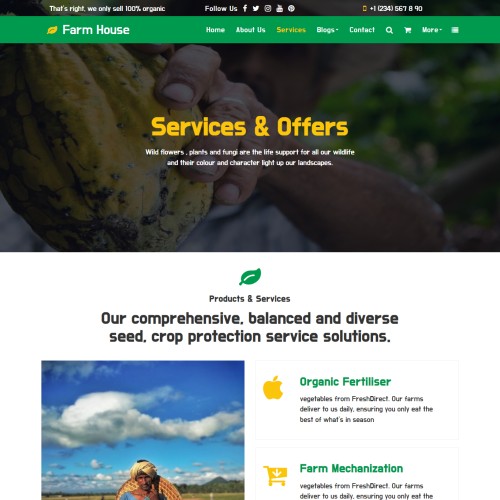 That's right, we only sell 100% organic
Follow Us
+1 (234) 567 8 90
Farm House
Home
About Us
Services
Blogs
Contact
More
Services & Offers
Wild flowers , plants and fungi are the life support for all our wildlife
and their colour and character light up our landscapes.
Products & Services
Our comprehensive, balanced and diverse
seed, crop protection service solutions.
Organic Fertiliser
vegetables from FreshDirect. Our farms
deliver to us daily, ensuring you only eat the
best of what's in season
Farm Mechanization
vegetables from FreshDirect. Our farms
deliver to us daily, ensuring you only eat the